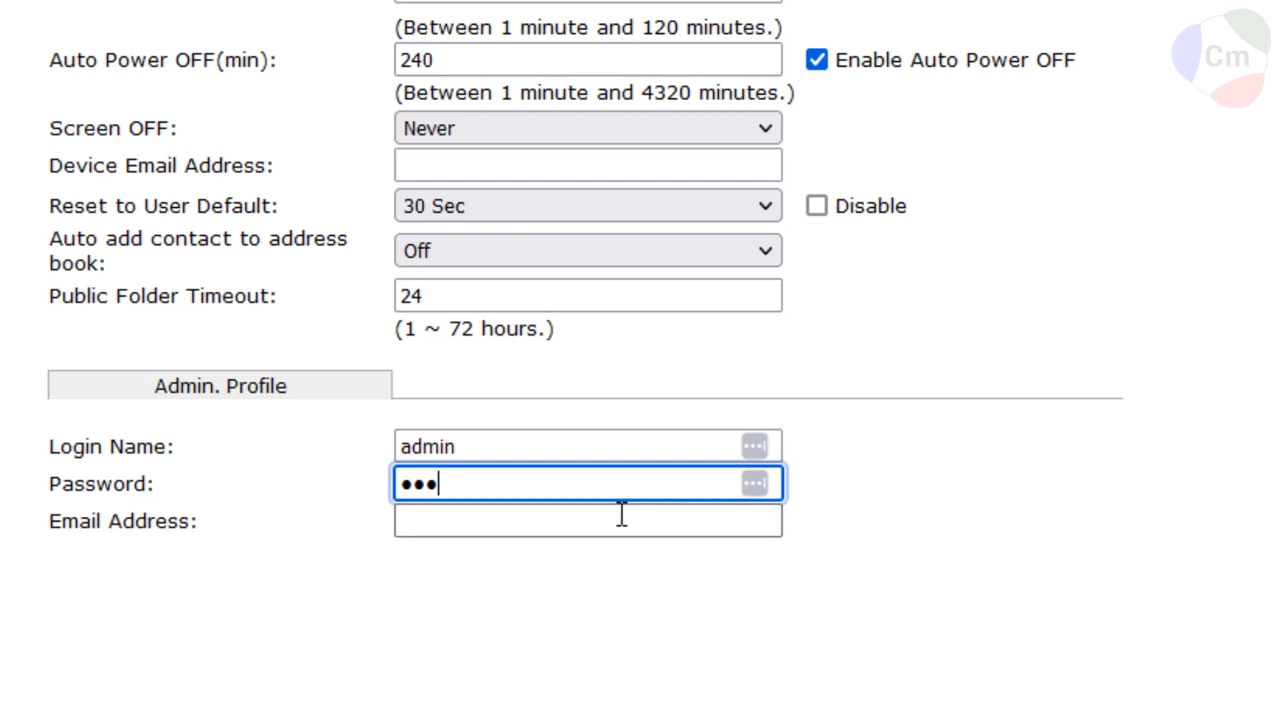 (Between 1 minute and 120 minutes.)
Auto Power OFF(min): 240 Enable Auto Power OFF
(Between 1 minute and 4320 minutes.)
Screen OFF: Never
Device Email Address:
Reset to User Default: 30 Sec Disable
Auto add contact to address
book: Off
Public Folder Timeout: 24
(1 ~ 72 hours.)
Admin. Profile
Login Name: admin
Password: •••
Email Address:
Cm